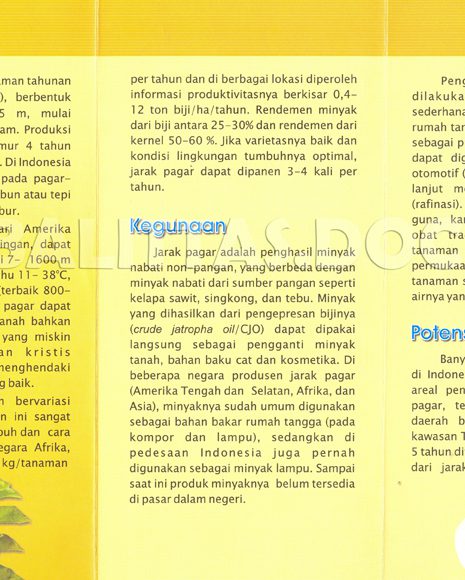 aman tahunan
), berbentuk
5 m, mulai
am. Produksi
mur 4 tahun
. Di Indonesia
pada pagar-
bun atau tepi
bur.
ari Amerika
ingan, dapat
i 7– 1600 m
hu 11– 38°C,
(terbaik 800-
pagar dapat
anah bahkan
yang miskin
an kristis
menghendaki
g baik.
n bervariasi
n ini sangat
buh dan cara
egara Afrika,
kg/tanaman
per tahun dan di berbagai lokasi diperoleh
informasi produktivitasnya berkisar 0,4–
12 ton biji/ha/tahun. Rendemen minyak
dari biji antara 25–30% dan rendemen dari
kernel 50–60 %. Jika varietasnya baik dan
kondisi lingkungan tumbuhnya optimal,
jarak pagar dapat dipanen 3–4 kali per
tahun.
Kegunaan
Jarak pagar adalah penghasil minyak
nabati non_pangan, yang berbeda dengan
minyak nabati dari sumber pangan seperti
kelapa sawit, singkong, dan tebu. Minyak
yang dihasilkan dari pengepresan bijinya
(crude jatropha oil/CJO) dapat dipakai
langsung sebagai pengganti minyak
tanah, bahan baku cat dan kosmetika. Di
beberapa negara produsen jarak pagar
(Amerika Tengah dan Selatan, Afrika, dan
Asia), minyaknya sudah umum digunakan
sebagai bahan bakar rumah tangga (pada
kompor dan lampu), sedangkan di
pedesaan Indonesia juga pernah
digunakan sebagai minyak lampu. Sampai
saat ini produk minyaknya belum tersedia
di pasar dalam negeri.
Peng
dilakuka
sederhana
rumah tan
sebagai p
dapat dig
otomotif (
lanjut me
(rafinasi).
guna, kar
obat tra
tanaman
permukaa
tanaman s
airnya yan
Potens
Bany
di Indone
areal pen
pagar, te
daerah b
kawasan T
5 tahun di
dari jarak
BALITTAS DOC